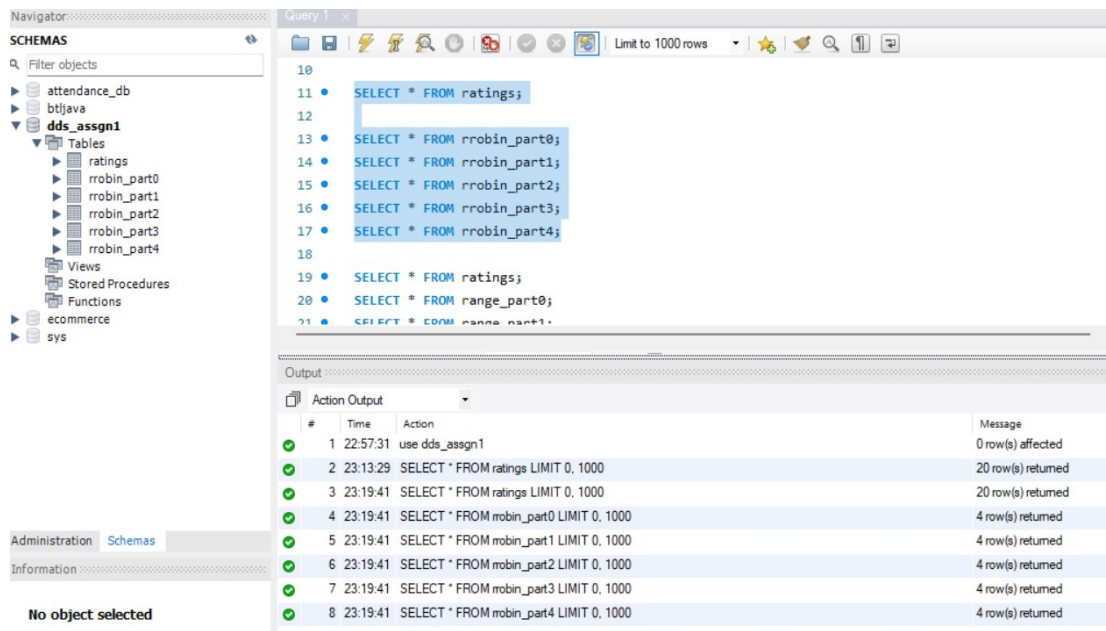 Navigator
SCHEMAS
Filter objects
attendance_db
btljava
dds_assgn1
Tables
ratings
rrobin_part0
rrobin_part1
rrobin_part2
rrobin_part3
rrobin_part4
Views
Stored Procedures
Functions
ecommerce
sys
Administration Schemas
Information
No object selected
Query 1
Limit to 1000 rows
10
11 SELECT * FROM ratings;
12
13 SELECT * FROM rrobin_part0;
14 SELECT * FROM rrobin_part1;
15 SELECT * FROM rrobin_part2;
16 SELECT * FROM rrobin_part3;
17 SELECT * FROM rrobin_part4;
18
19 SELECT * FROM ratings;
20 SELECT * FROM range_part0;
21 SELECT * FROM range_part1;
Output
Action Output
# Time Action Message
1 22:57:31 use dds_assgn1 0 row(s) affected
2 23:13:29 SELECT * FROM ratings LIMIT 0, 1000 20 row(s) returned
3 23:19:41 SELECT * FROM ratings LIMIT 0, 1000 20 row(s) returned
4 23:19:41 SELECT * FROM rrobin_part0 LIMIT 0, 1000 4 row(s) returned
5 23:19:41 SELECT * FROM rrobin_part1 LIMIT 0, 1000 4 row(s) returned
6 23:19:41 SELECT * FROM rrobin_part2 LIMIT 0, 1000 4 row(s) returned
7 23:19:41 SELECT * FROM rrobin_part3 LIMIT 0, 1000 4 row(s) returned
8 23:19:41 SELECT * FROM rrobin_part4 LIMIT 0, 1000 4 row(s) returned